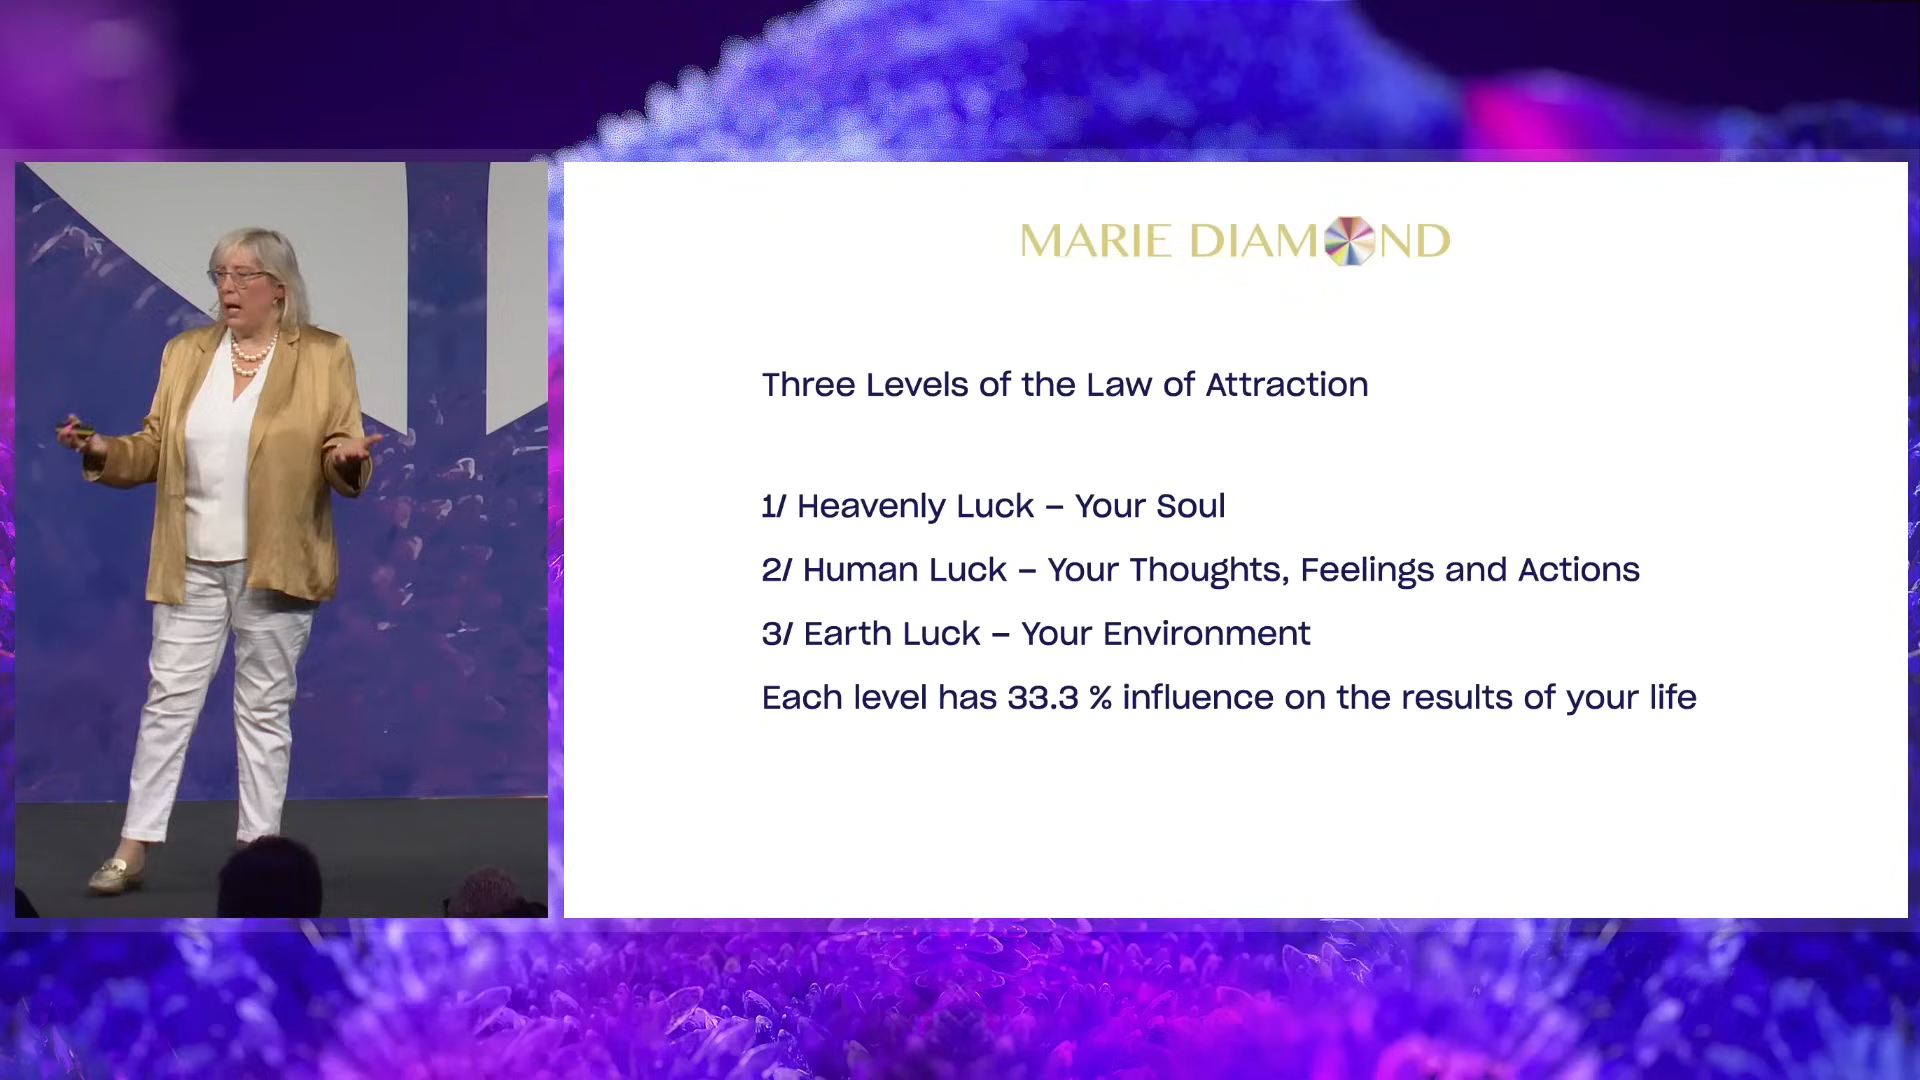 MARIE DIAMOND
Three Levels of the Law of Attraction
1/ Heavenly Luck – Your Soul
2/ Human Luck – Your Thoughts, Feelings and Actions
3/ Earth Luck – Your Environment
Each level has 33.3 % influence on the results of your life